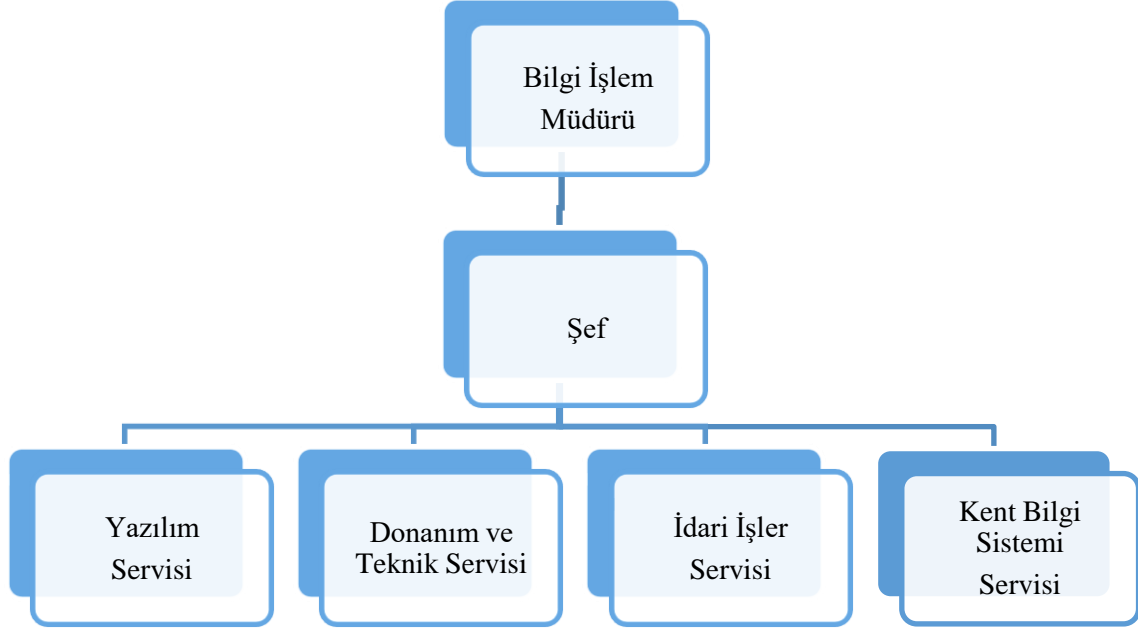 Bilgi İşlem
Müdürü
Şef
Yazılım
Servisi
Donanım ve
Teknik Servisi
İdari İşler
Servisi
Kent Bilgi
Sistemi
Servisi